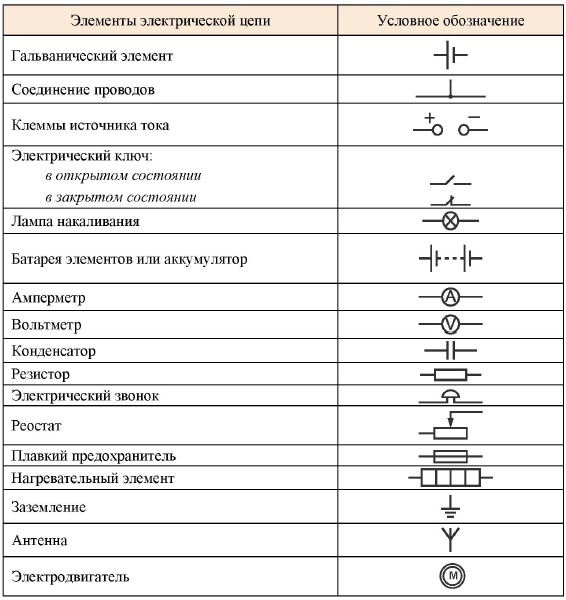 Элементы электрической цепи
Условное обозначение
Гальванический элемент
Соединение проводов
Клеммы источника тока
+ −
Электрический ключ:
в открытом состоянии
в закрытом состоянии
Лампа накаливания
Батарея элементов или аккумулятор
Амперметр
A
Вольтметр
V
Конденсатор
Резистор
Электрический звонок
Реостат
Плавкий предохранитель
Нагревательный элемент
Заземление
Антенна
Электродвигатель
M